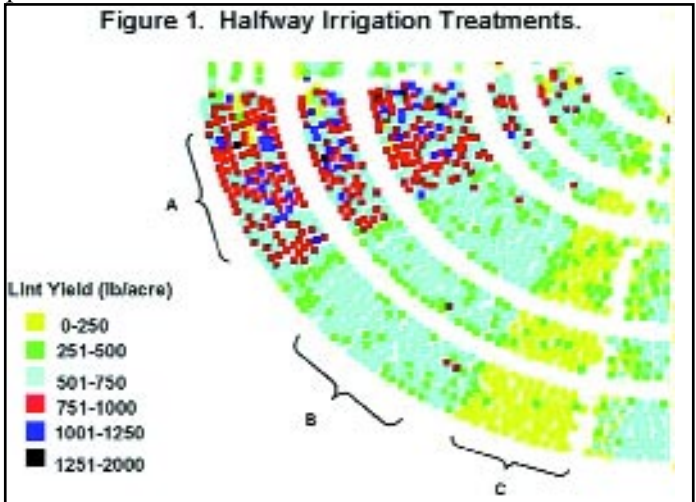 Figure 1. Halfway Irrigation Treatments.
A
Lint Yield (lb/acre)
0-250
251-500
501-750
751-1000
1001-1250
1251-2000
B
C